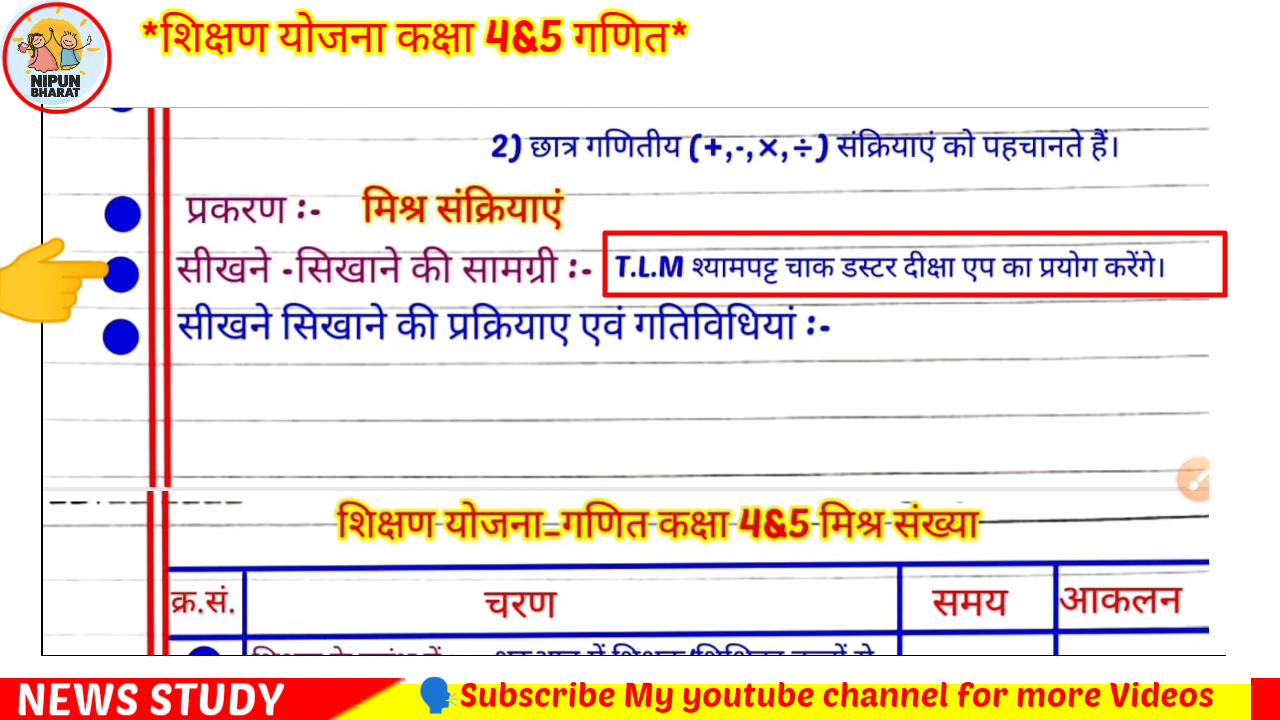 *शिक्षण योजना कक्षा 4&5 गणित*
NIPUN
BHARAT
2) छात्र गणितीय (+,-,×,÷) संक्रियाएं को पहचानते हैं।
प्रकरण :- मिश्र संक्रियाएं
सीखने -सिखाने की सामग्री :- T.L.M श्यामपट्ट चाक डस्टर दीक्षा एप का प्रयोग करेंगे।
सीखने सिखाने की प्रक्रियाए एवं गतिविधियां :-
शिक्षण योजना_गणित कक्षा 4&5 मिश्र संख्या
क्र.सं. चरण समय आकलन
NEWS STUDY
Subscribe My youtube channel for more Videos